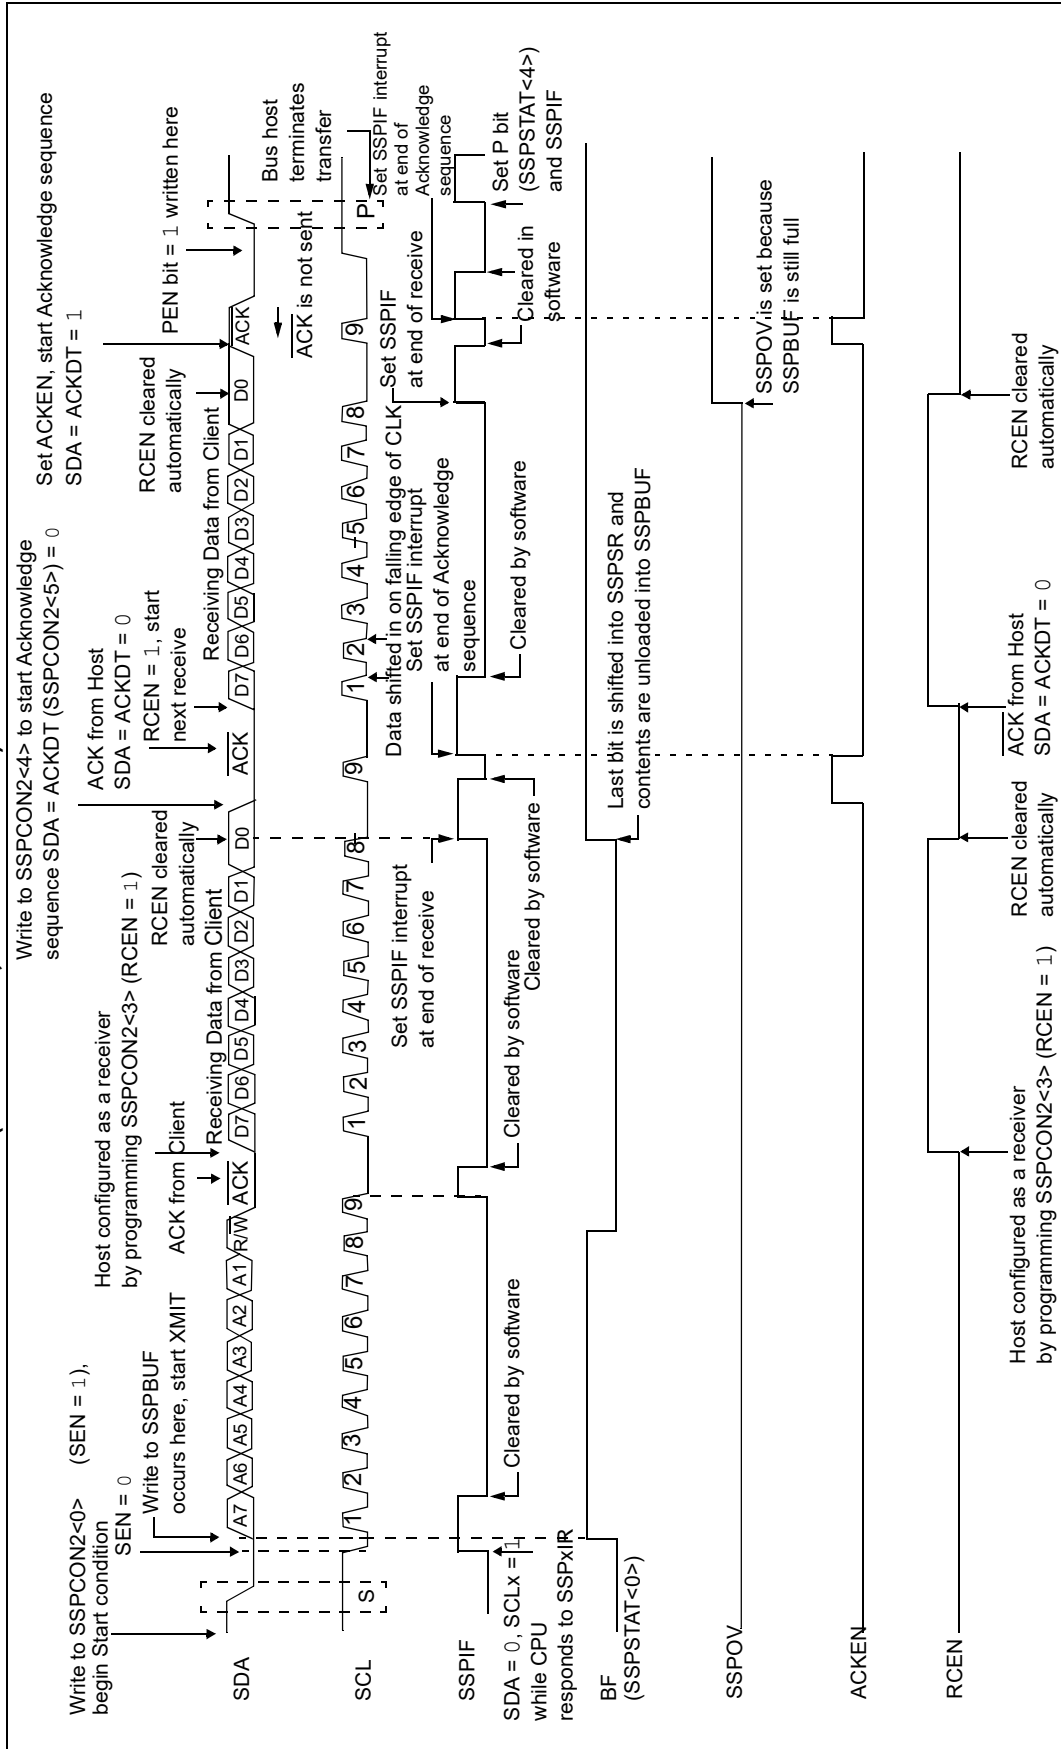 Write to SSPCON2<0> (SEN = 1),
begin Start condition
SEN = 0
Write to SSPBUF
occurs here, start XMIT
Host configured as a receiver
by programming SSPCON2<3> (RCEN = 1)
ACK from Client
Write to SSPCON2<4> to start Acknowledge
sequence SDA = ACKDT (SSPCON2<5>) = 0
ACK from Host
SDA = ACKDT = 0
RCEN cleared
automatically
RCEN = 1, start
next receive
Set ACKEN, start Acknowledge sequence
SDA = ACKDT = 1
RCEN cleared
automatically
PEN bit = 1 written here
Receiving Data from Client
Receiving Data from Client
SDA
A7 A6 A5 A4 A3 A2 A1 R/W ACK D7 D6 D5 D4 D3 D2 D1 D0 ACK D7 D6 D5 D4 D3 D2 D1 D0 ACK
ACK is not sent
Bus host
terminates
transfer
SCL
S 1 2 3 4 5 6 7 8 9 1 2 3 4 5 6 7 8 9 1 2 3 4 5 6 7 8 9 P
Data shifted in on falling edge of CLK
Set SSPIF interrupt
at end of receive
Set SSPIF interrupt
at end of Acknowledge
sequence
Set SSPIF
at end of receive
Set SSPIF interrupt
at end of
Acknowledge
sequence
SSPIF
Cleared by software
Cleared by software
Cleared by software
Cleared by software
Cleared in
software
Set P bit
(SSPSTAT<4>)
and SSPIF
SDA = 0, SCLx = 1
while CPU
responds to SSPxIR
BF
(SSPSTAT<0>)
Last bit is shifted into SSPSR and
contents are unloaded into SSPBUF
SSPOV
SSPOV is set because
SSPBUF is still full
ACKEN
RCEN
Host configured as a receiver
by programming SSPCON2<3> (RCEN = 1)
RCEN cleared
automatically
ACK from Host
SDA = ACKDT = 0
RCEN cleared
automatically